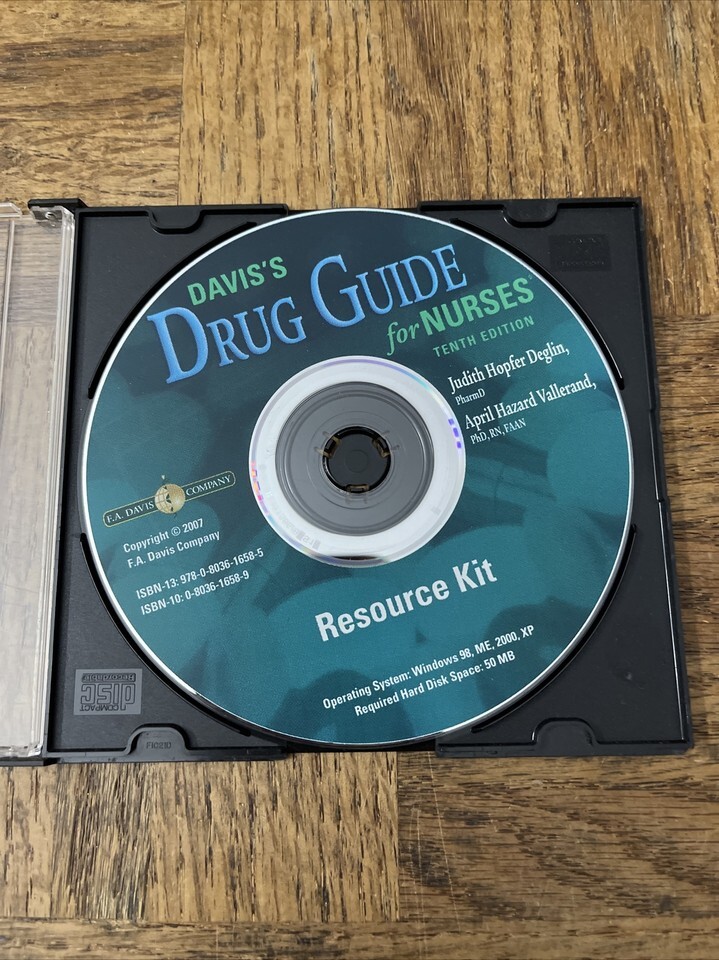 DAVIS'S
DRUG GUIDE
for NURSES
TENTH EDITION
Judith Hopfer Deglin,
PharmD
April Hazard Vallerand,
PhD, RN, FAAN
F.A. DAVIS COMPANY
Copyright © 2007
F.A. Davis Company
ISBN-13: 978-0-8036-1658-5
ISBN-10: 0-8036-1658-9
Resource Kit
Operating System: Windows 98, ME, 2000, XP
Required Hard Disk Space: 50 MB
COMPACT
disc
Recordable